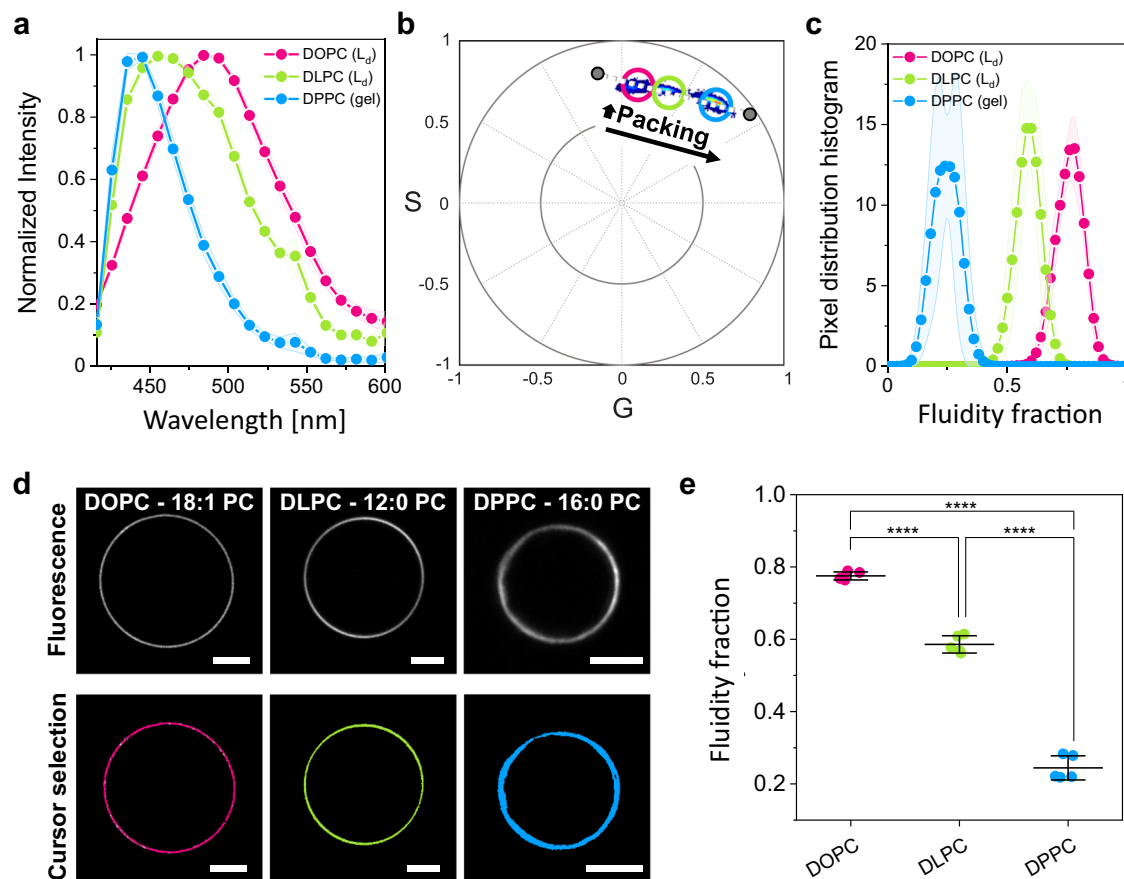 a
Normalized Intensity
1
0.8
0.6
0.4
0.2
0
450
500
550
600
Wavelength [nm]
DOPC (Ld)
DLPC (Ld)
DPPC (gel)
b
S
1
0.5
0
-0.5
-1
-1
-0.5
0
0.5
1
G
Packing
c
Pixel distribution histogram
20
15
10
5
0
0
0.5
1
Fluidity fraction
DOPC (Ld)
DLPC (Ld)
DPPC (gel)
d
Fluorescence
DOPC - 18:1 PC
DLPC - 12:0 PC
DPPC - 16:0 PC
Cursor selection
e
Fluidity fraction
1.0
0.8
0.6
0.4
0.2
****
****
****
DOPC
DLPC
DPPC